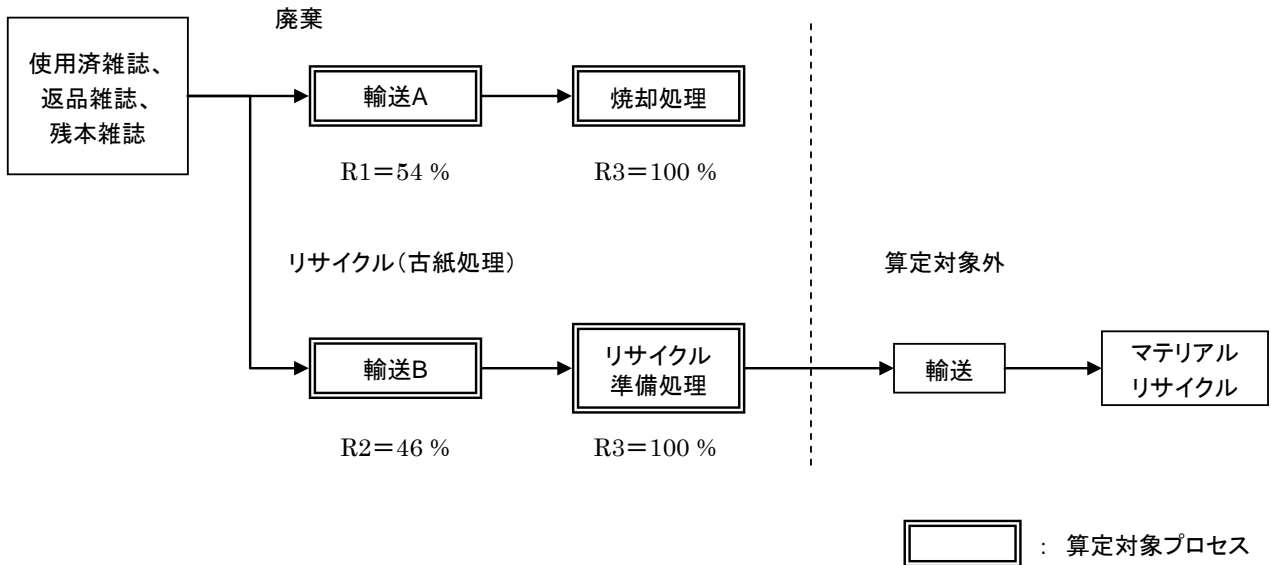 廃棄
使用済雑誌、
返品雑誌、
残本雑誌
輸送A
焼却処理
R1＝54 %
R3＝100 %
リサイクル（古紙処理）
算定対象外
輸送B
リサイクル
準備処理
輸送
マテリアル
リサイクル
R2＝46 %
R3＝100 %
： 算定対象プロセス